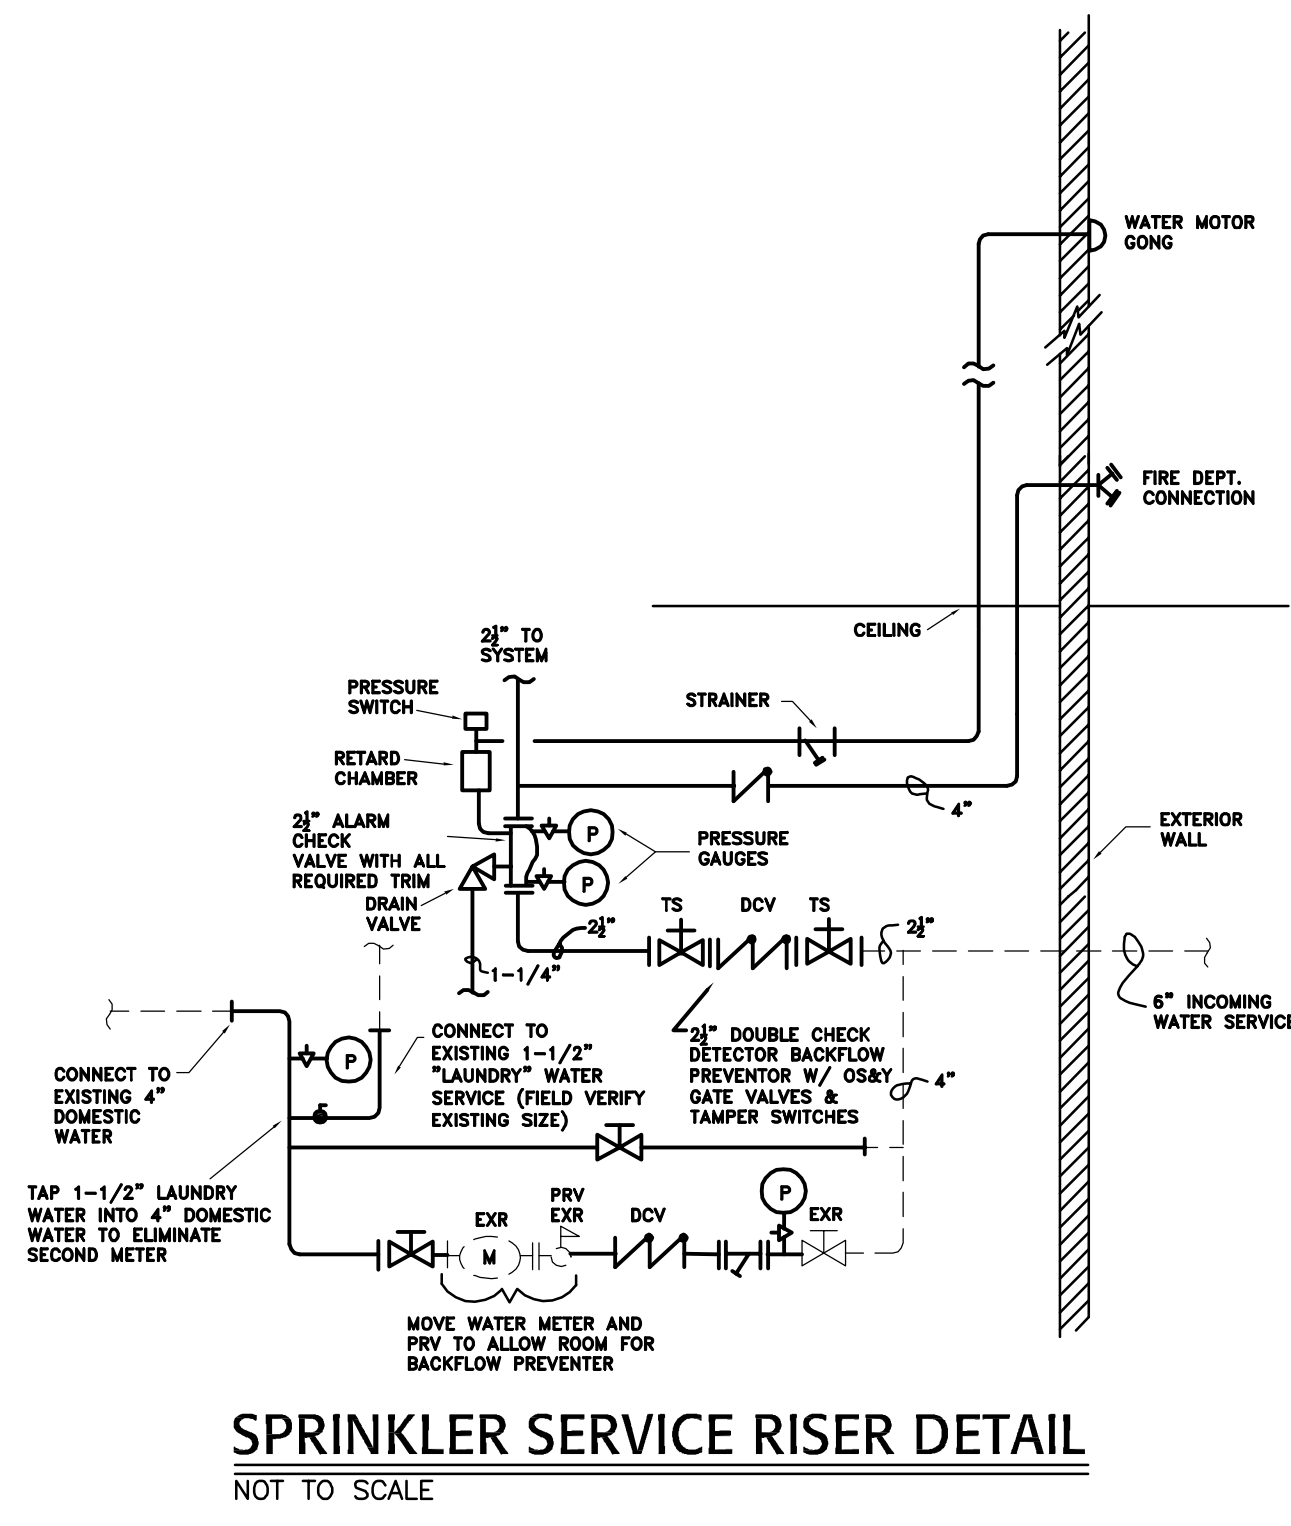 WATER MOTOR
GONG
FIRE DEPT.
CONNECTION
CEILING
2½" TO
SYSTEM
PRESSURE
SWITCH
STRAINER
RETARD
CHAMBER
4"
2½" ALARM
CHECK
VALVE WITH ALL
REQUIRED TRIM
P
P
PRESSURE
GAUGES
EXTERIOR
WALL
DRAIN
VALVE
TS
DCV
TS
2½"
2½"
1-1/4"
6" INCOMING
WATER SERVICE
2½" DOUBLE CHECK
DETECTOR BACKFLOW
PREVENTOR W/ OS&Y
GATE VALVES &
TAMPER SWITCHES
4"
CONNECT TO
EXISTING 1-1/2"
"LAUNDRY" WATER
SERVICE (FIELD VERIFY
EXISTING SIZE)
P
CONNECT TO
EXISTING 4"
DOMESTIC
WATER
TAP 1-1/2" LAUNDRY
WATER INTO 4" DOMESTIC
WATER TO ELIMINATE
SECOND METER
EXR
M
PRV
EXR
DCV
P
EXR
MOVE WATER METER AND
PRV TO ALLOW ROOM FOR
BACKFLOW PREVENTER
SPRINKLER SERVICE RISER DETAIL
NOT TO SCALE